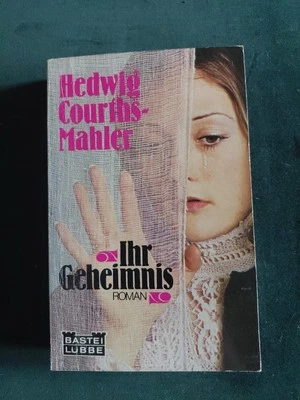 Hedwig
Courths-
Mahler
Ihr
Geheimnis
ROMAN
BASTEI
LÜBBE